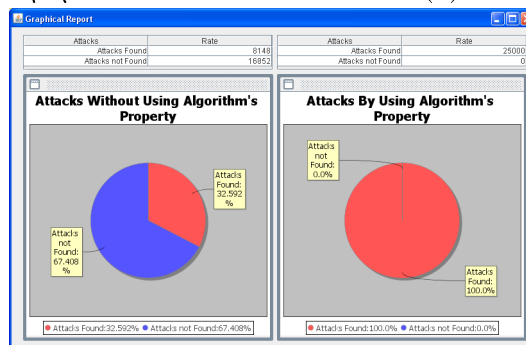 Graphical Report
Attacks Rate
Attacks Found 8148
Attacks not Found 16852
Attacks Rate
Attacks Found 25000
Attacks not Found 0
Attacks Without Using Algorithm's
Property
Attacks
Found:
32.592
%
Attacks
not
Found:
67.408
%
Attacks Found:32.592% Attacks not Found:67.408%
Attacks By Using Algorithm's
Property
Attacks
not
Found:
0.0%
Attacks
Found:
100.0%
Attacks Found:100.0% Attacks not Found:0.0%